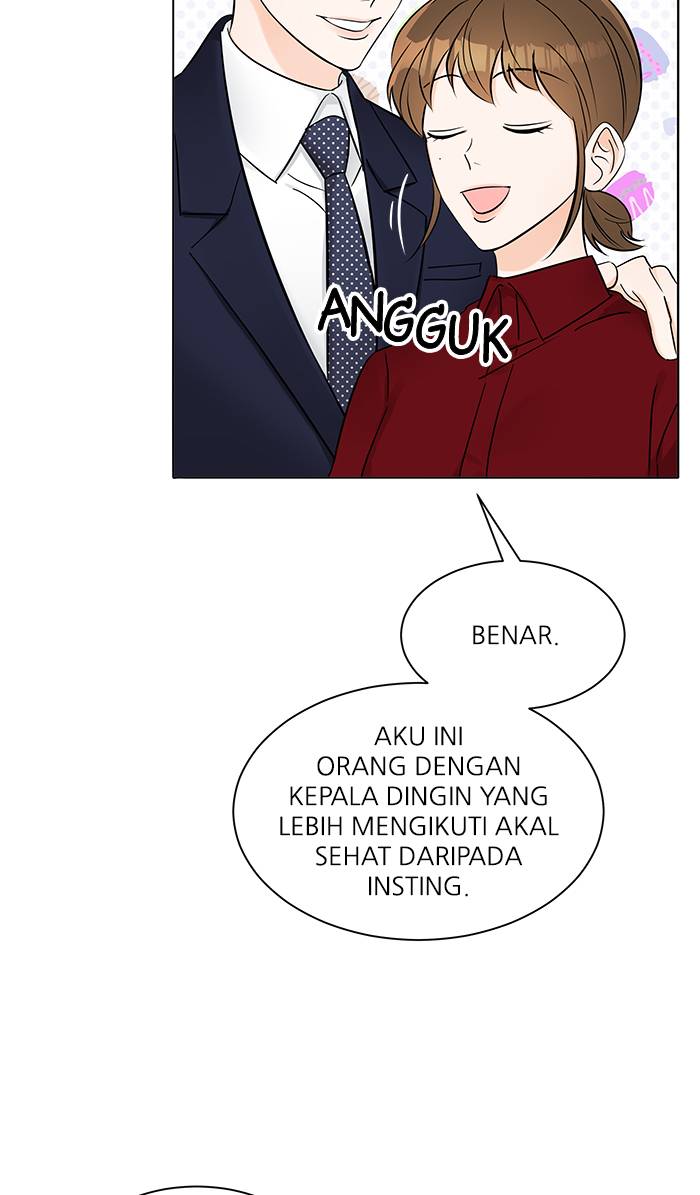 ANGGUK
BENAR.
AKU INI
ORANG DENGAN
KEPALA DINGIN YANG
LEBIH MENGIKUTI AKAL
SEHAT DARIPADA
INSTING.